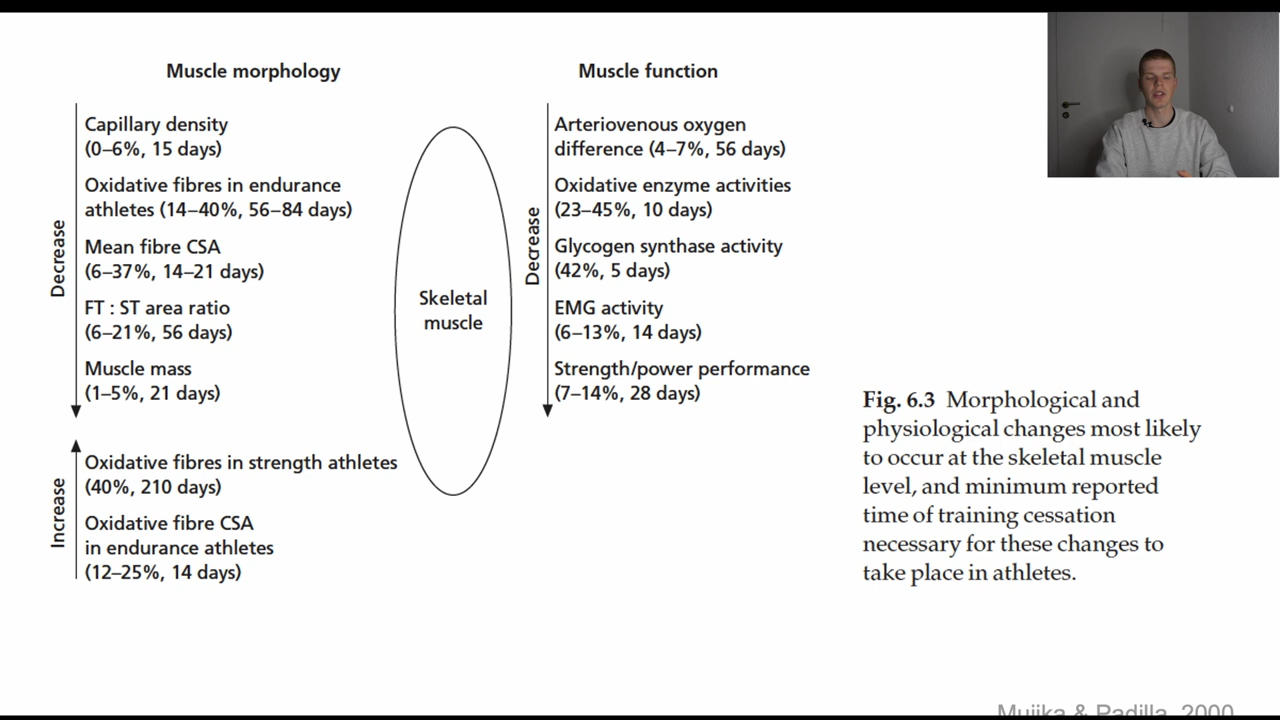 Muscle morphology
Decrease
Capillary density
(0–6%, 15 days)
Oxidative fibres in endurance
athletes (14–40%, 56–84 days)
Mean fibre CSA
(6–37%, 14–21 days)
FT : ST area ratio
(6–21%, 56 days)
Muscle mass
(1–5%, 21 days)
Increase
Oxidative fibres in strength athletes
(40%, 210 days)
Oxidative fibre CSA
in endurance athletes
(12–25%, 14 days)
Skeletal
muscle
Muscle function
Decrease
Arteriovenous oxygen
difference (4–7%, 56 days)
Oxidative enzyme activities
(23–45%, 10 days)
Glycogen synthase activity
(42%, 5 days)
EMG activity
(6–13%, 14 days)
Strength/power performance
(7–14%, 28 days)
Fig. 6.3 Morphological and
physiological changes most likely
to occur at the skeletal muscle
level, and minimum reported
time of training cessation
necessary for these changes to
take place in athletes.
Mujika & Padilla, 2000